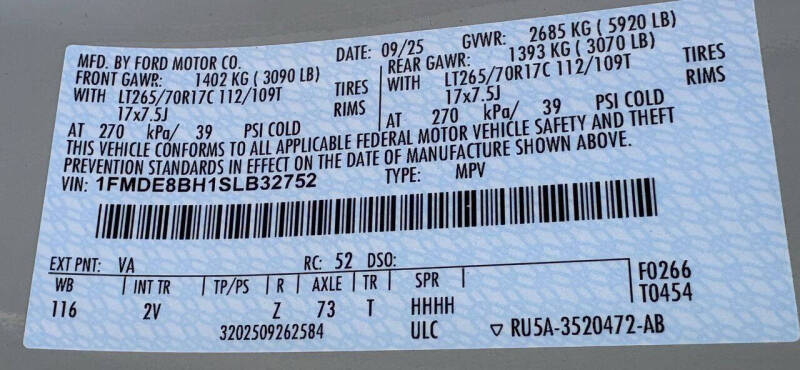 MFD. BY FORD MOTOR CO. DATE: 09/25 GVWR: 2685 KG (5920 LB)
FRONT GAWR: 1402 KG (3090 LB) REAR GAWR: 1393 KG (3070 LB)
WITH LT265/70R17C 112/109T TIRES WITH LT265/70R17C 112/109T TIRES
17x7.5J RIMS 17x7.5J RIMS
AT 270 kPa/ 39 PSI COLD AT 270 kPa/ 39 PSI COLD
THIS VEHICLE CONFORMS TO ALL APPLICABLE FEDERAL MOTOR VEHICLE SAFETY AND THEFT
PREVENTION STANDARDS IN EFFECT ON THE DATE OF MANUFACTURE SHOWN ABOVE.
VIN: 1FMDE8BH1SLB32752 TYPE: MPV
EXT PNT: VA RC: 52 DSO:
WB INT TR TP/PS R AXLE TR SPR F0266
116 2V Z 73 T HHHH T0454
3202509262584 ULC ▽ RU5A-3520472-AB